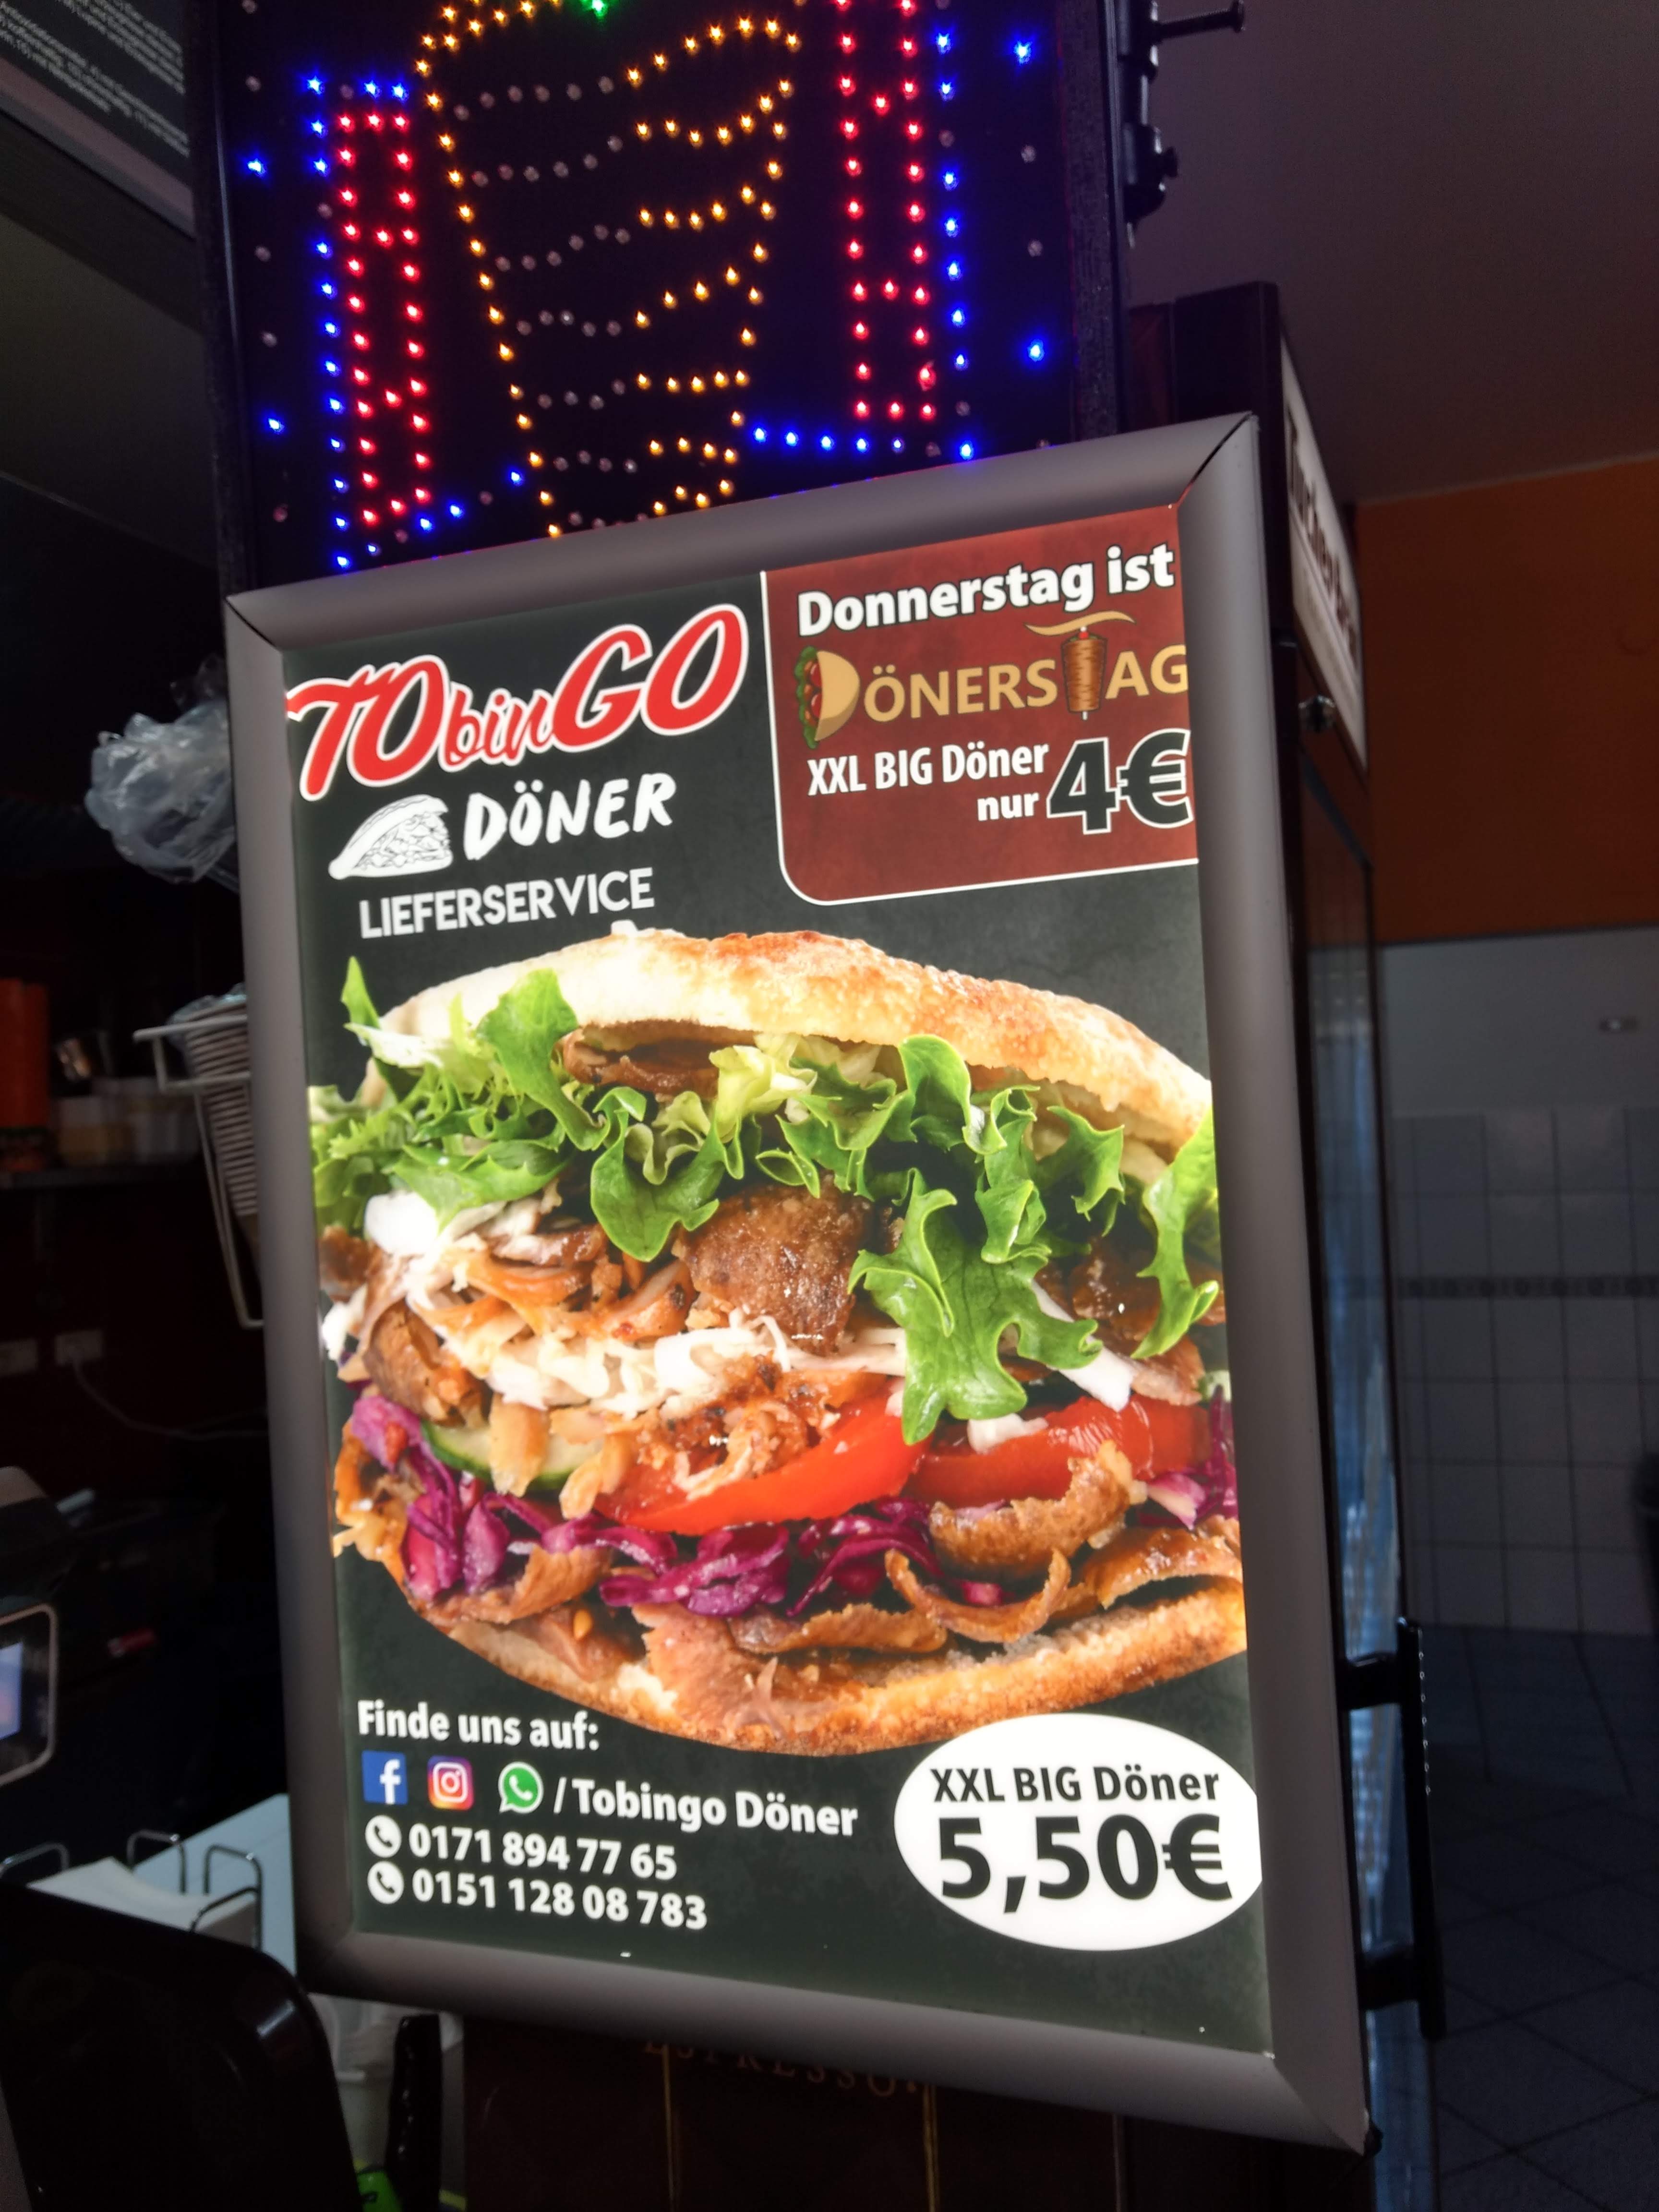 TObinGO
DÖNER
LIEFERSERVICE
Donnerstag ist
DÖNERSTAG
XXL BIG Döner
nur 4€
Finde uns auf:
/ Tobingo Döner
0171 894 77 65
0151 128 08 783
XXL BIG Döner
5,50€
ESPRESSO